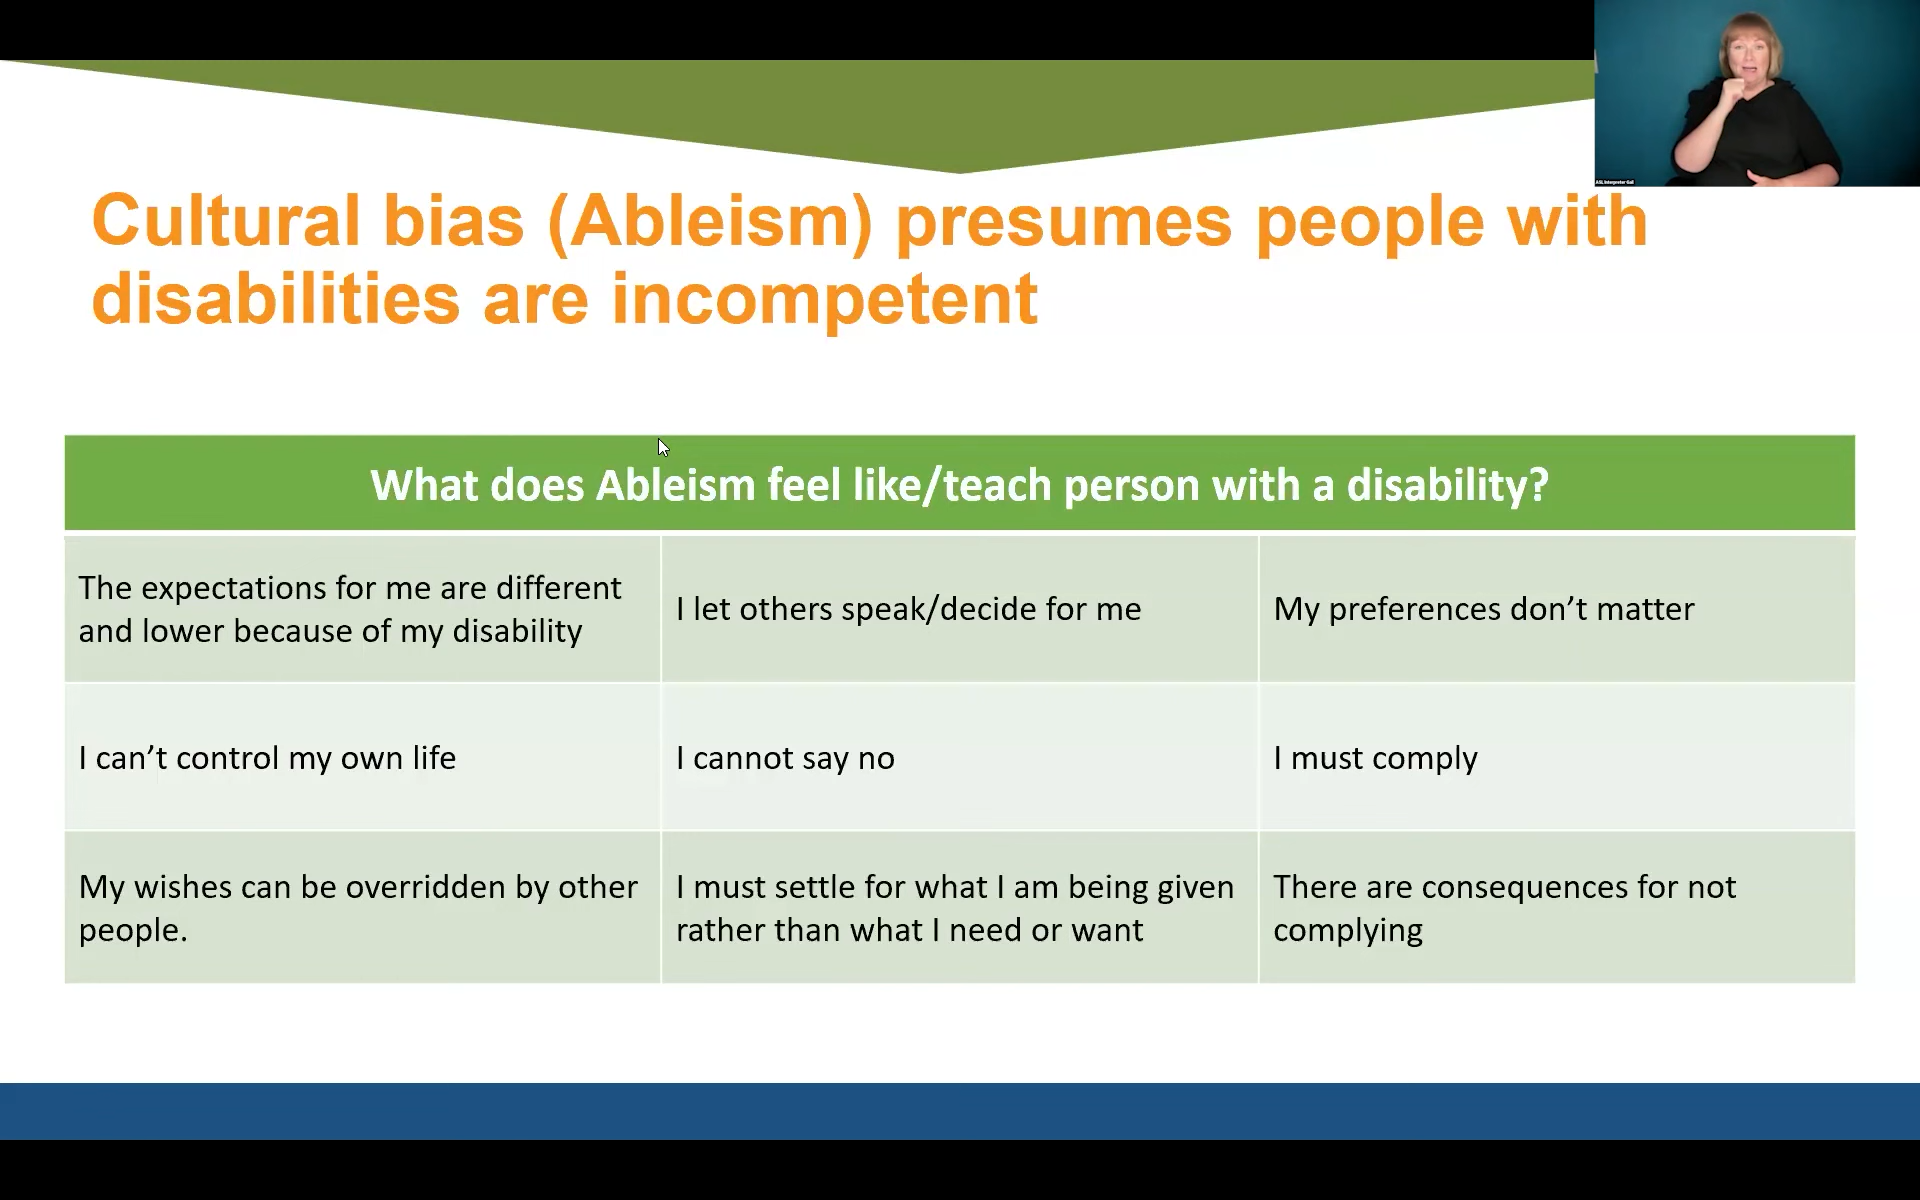 ASL Interpreter Gail
Cultural bias (Ableism) presumes people with
disabilities are incompetent
What does Ableism feel like/teach person with a disability?
The expectations for me are different
and lower because of my disability
I let others speak/decide for me
My preferences don’t matter
I can’t control my own life
I cannot say no
I must comply
My wishes can be overridden by other
people.
I must settle for what I am being given
rather than what I need or want
There are consequences for not
complying